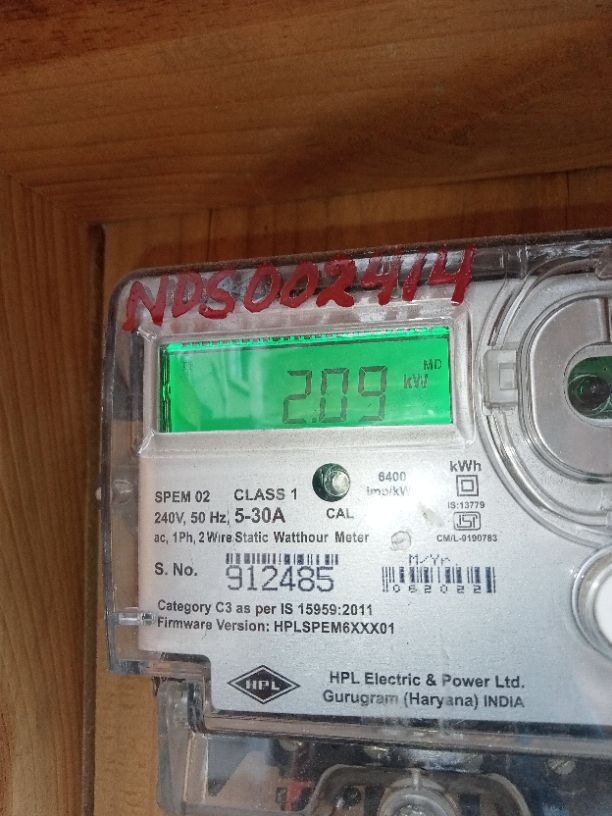 NDS002414
MD
2.09 kW
SPEM 02 CLASS 1
6400
imp/kW
kWh
240V, 50 Hz, 5-30A
CAL
IS:13779
ac, 1Ph, 2 Wire Static Watthour Meter
CM/L-0190783
S. No. 912485
M/Yr
062022
Category C3 as per IS 15959:2011
Firmware Version: HPLSPEM6XXX01
HPL
HPL Electric & Power Ltd.
Gurugram (Haryana) INDIA